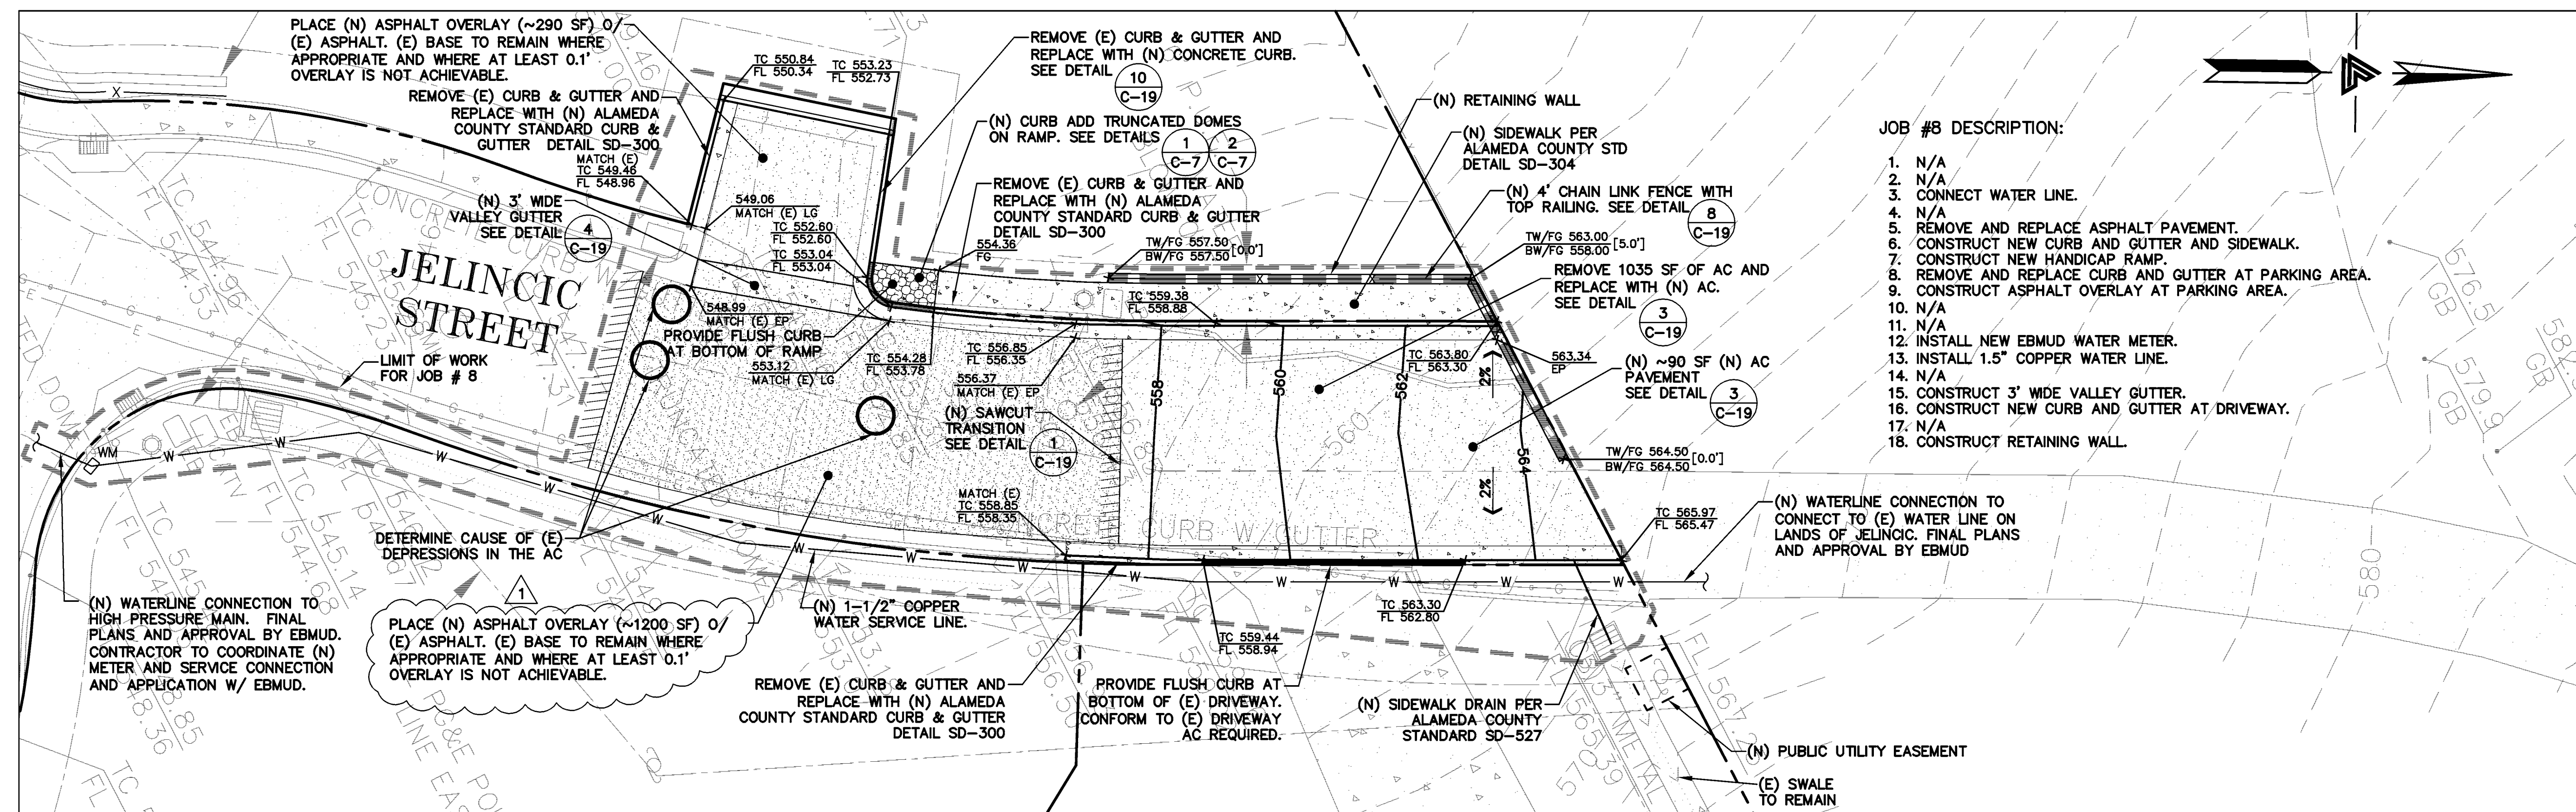 PLACE (N) ASPHALT OVERLAY (~290 SF) O/
(E) ASPHALT. (E) BASE TO REMAIN WHERE
APPROPRIATE AND WHERE AT LEAST 0.1'
OVERLAY IS NOT ACHIEVABLE.
REMOVE (E) CURB & GUTTER AND
REPLACE WITH (N) ALAMEDA
COUNTY STANDARD CURB &
GUTTER DETAIL SD-300
MATCH (E)
TC 549.46
FL 548.96
(N) 3' WIDE
VALLEY GUTTER
SEE DETAIL
4
C-19
TC 550.84
FL 550.34
TC 553.23
FL 552.73
REMOVE (E) CURB & GUTTER AND
REPLACE WITH (N) CONCRETE CURB.
SEE DETAIL
10
C-19
(N) CURB ADD TRUNCATED DOMES
ON RAMP. SEE DETAILS
1
C-7
2
C-7
REMOVE (E) CURB & GUTTER AND
REPLACE WITH (N) ALAMEDA
COUNTY STANDARD CURB & GUTTER
DETAIL SD-300
549.06
MATCH (E) LG
TC 552.60
FL 552.60
TC 553.04
FL 553.04
554.36
FG
(N) RETAINING WALL
(N) SIDEWALK PER
ALAMEDA COUNTY STD
DETAIL SD-304
(N) 4' CHAIN LINK FENCE WITH
TOP RAILING. SEE DETAIL
8
C-19
TW/FG 557.50
BW/FG 557.50
[0.0']
TW/FG 563.00
BW/FG 558.00
[5.0']
REMOVE 1035 SF OF AC AND
REPLACE WITH (N) AC.
SEE DETAIL
3
C-19
JOB #8 DESCRIPTION:
1. N/A
2. N/A
3. CONNECT WATER LINE.
4. N/A
5. REMOVE AND REPLACE ASPHALT PAVEMENT.
6. CONSTRUCT NEW CURB AND GUTTER AND SIDEWALK.
7. CONSTRUCT NEW HANDICAP RAMP.
8. REMOVE AND REPLACE CURB AND GUTTER AT PARKING AREA.
9. CONSTRUCT ASPHALT OVERLAY AT PARKING AREA.
10. N/A
11. N/A
12. INSTALL NEW EBMUD WATER METER.
13. INSTALL 1.5" COPPER WATER LINE.
14. N/A
15. CONSTRUCT 3' WIDE VALLEY GUTTER.
16. CONSTRUCT NEW CURB AND GUTTER AT DRIVEWAY.
17. N/A
18. CONSTRUCT RETAINING WALL.
JELINCIC
STREET
LIMIT OF WORK
FOR JOB # 8
548.99
MATCH (E) EP
PROVIDE FLUSH CURB
AT BOTTOM OF RAMP
553.12
MATCH (E) LG
TC 554.28
FL 553.78
TC 556.85
FL 556.35
556.37
MATCH (E) EP
TC 559.38
FL 558.88
TC 563.80
FL 563.30
563.34
EP
(N) ~90 SF (N) AC
PAVEMENT
SEE DETAIL
3
C-19
(N) SAWCUT
TRANSITION
SEE DETAIL
1
C-19
558
560
562
564
2%
2%
TW/FG 564.50
BW/FG 564.50
[0.0']
MATCH (E)
TC 558.85
FL 558.35
TC 565.97
FL 565.47
(N) WATERLINE CONNECTION TO
CONNECT TO (E) WATER LINE ON
LANDS OF JELINCIC. FINAL PLANS
AND APPROVAL BY EBMUD
WM
W W W W W W W W W W W W W W
X
X
DETERMINE CAUSE OF (E)
DEPRESSIONS IN THE AC
(N) WATERLINE CONNECTION TO
HIGH PRESSURE MAIN. FINAL
PLANS AND APPROVAL BY EBMUD.
CONTRACTOR TO COORDINATE (N)
METER AND SERVICE CONNECTION
AND APPLICATION W/ EBMUD.
1
PLACE (N) ASPHALT OVERLAY (~1200 SF) O/
(E) ASPHALT. (E) BASE TO REMAIN WHERE
APPROPRIATE AND WHERE AT LEAST 0.1'
OVERLAY IS NOT ACHIEVABLE.
(N) 1-1/2" COPPER
WATER SERVICE LINE.
REMOVE (E) CURB & GUTTER AND
REPLACE WITH (N) ALAMEDA
COUNTY STANDARD CURB & GUTTER
DETAIL SD-300
TC 559.44
FL 558.94
PROVIDE FLUSH CURB AT
BOTTOM OF (E) DRIVEWAY.
CONFORM TO (E) DRIVEWAY
AC REQUIRED.
TC 563.30
FL 562.80
(N) SIDEWALK DRAIN PER
ALAMEDA COUNTY
STANDARD SD-527
(N) PUBLIC UTILITY EASEMENT
(E) SWALE
TO REMAIN
CURB W/GUTTER
560
580
576.5
GB
579.9
GB
TC 544.96
TC 545.14
FL 544.68